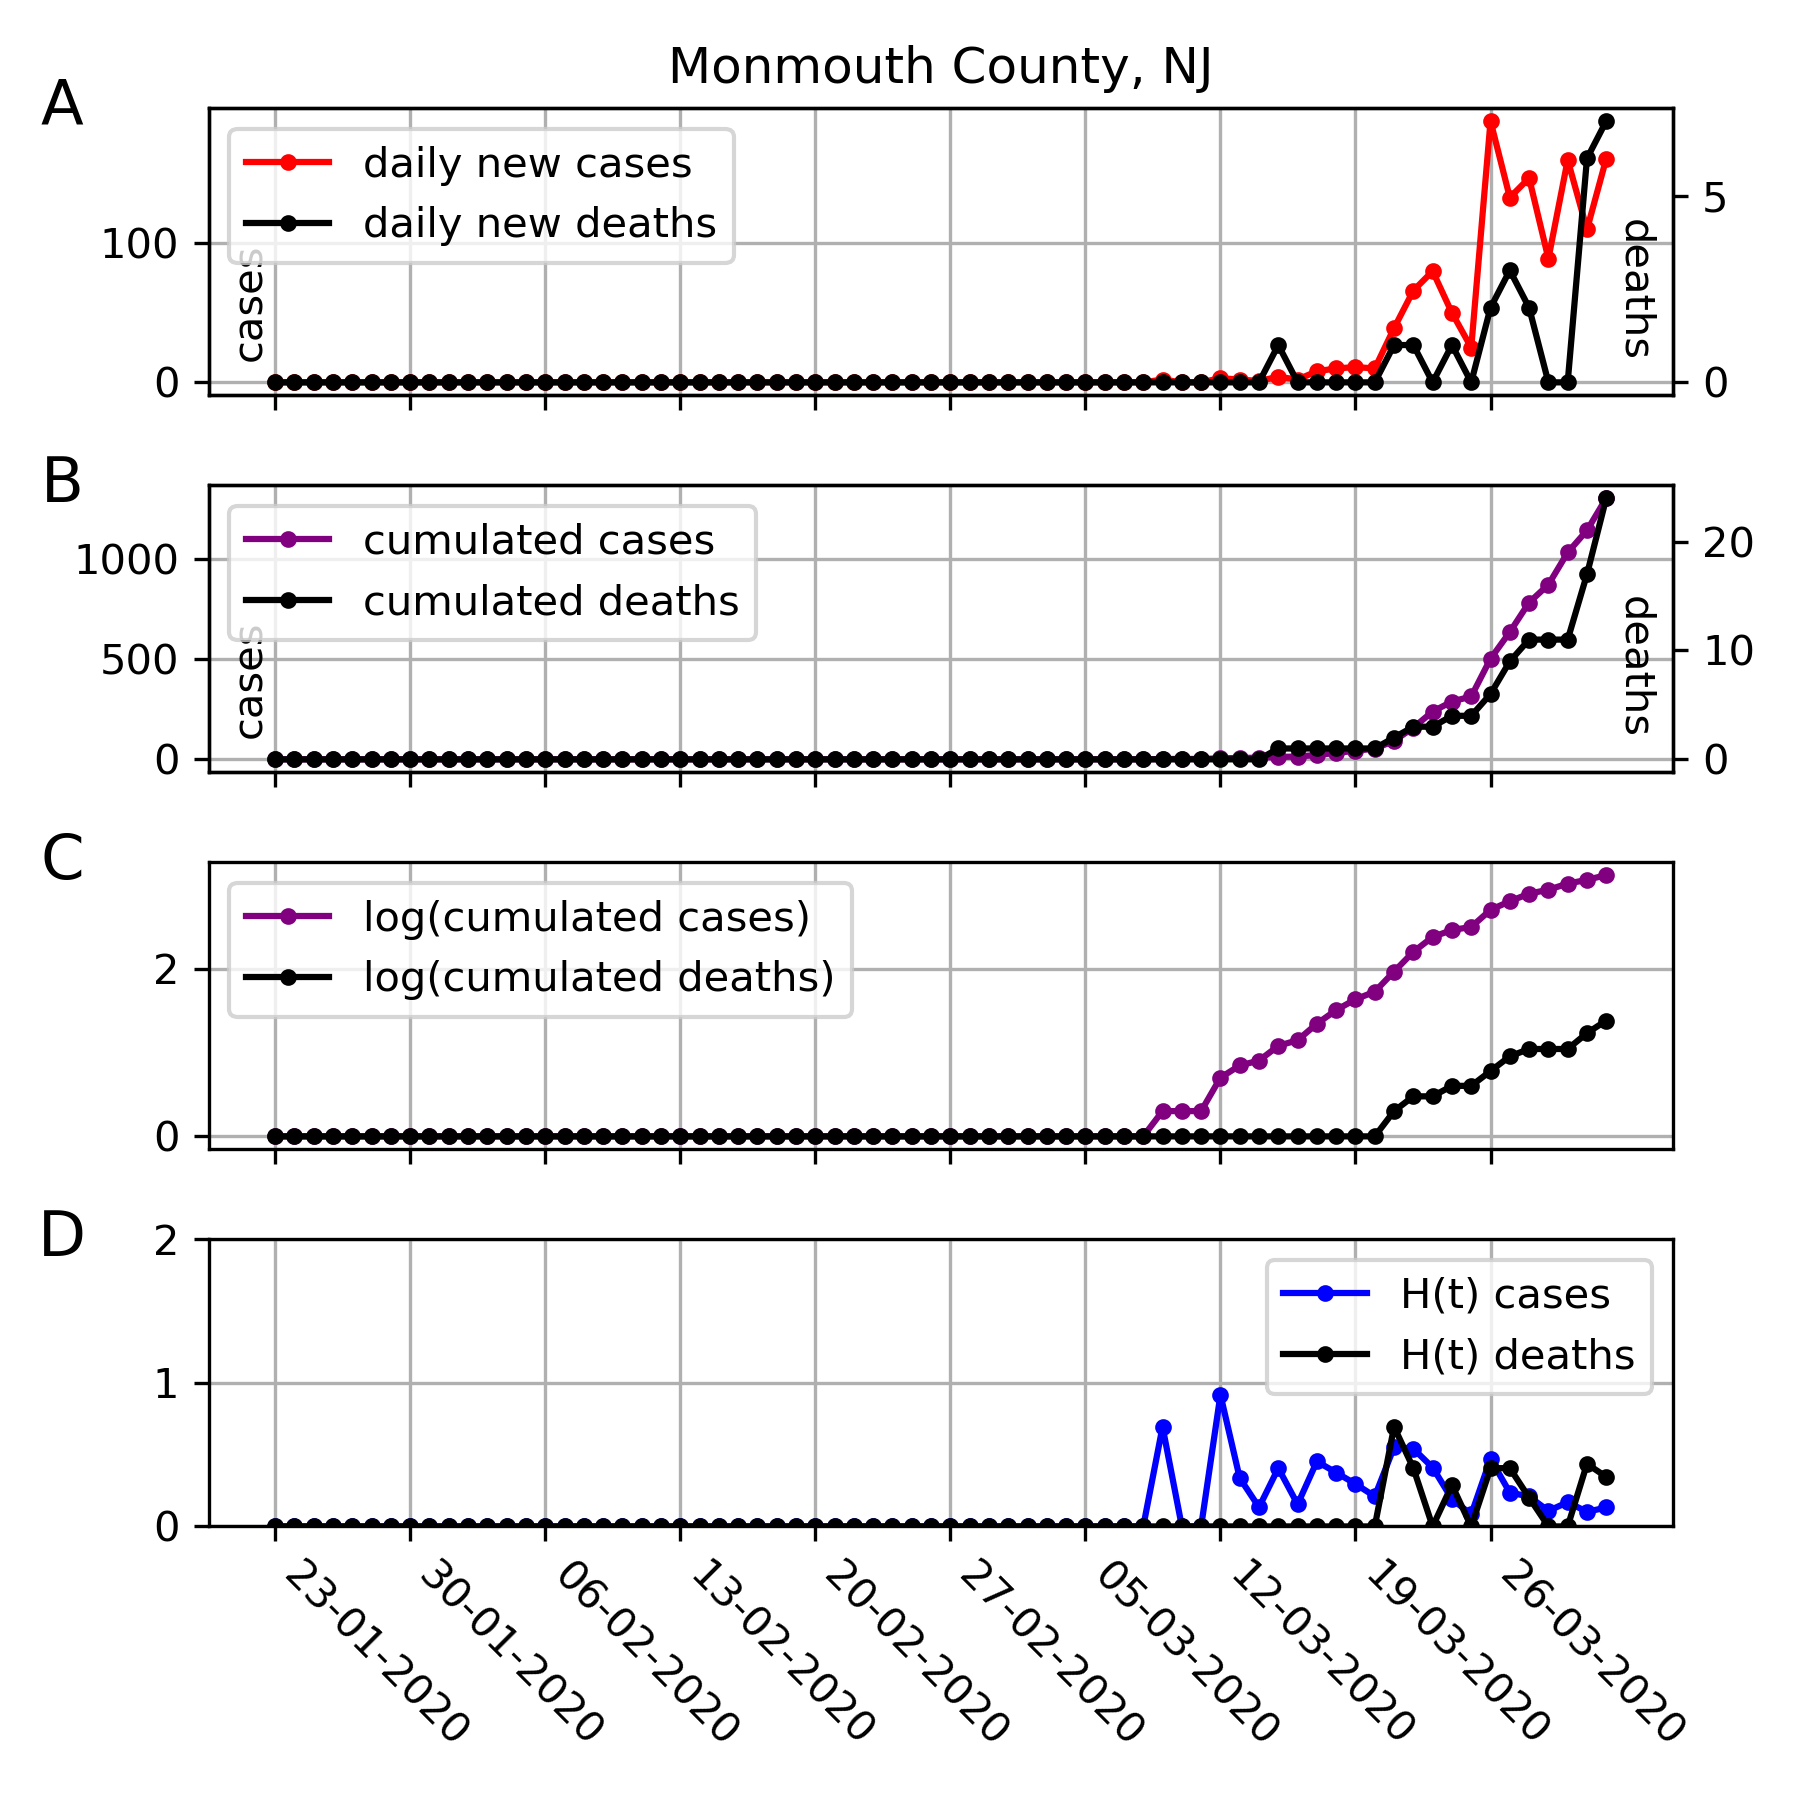 Monmouth County, NJ
A
daily new cases
daily new deaths
100
0
cases
5
0
deaths
B
cumulated cases
cumulated deaths
1000
500
0
cases
20
10
0
deaths
C
log(cumulated cases)
log(cumulated deaths)
2
0
D
2
1
0
H(t) cases
H(t) deaths
23-01-2020
30-01-2020
06-02-2020
13-02-2020
20-02-2020
27-02-2020
05-03-2020
12-03-2020
19-03-2020
26-03-2020